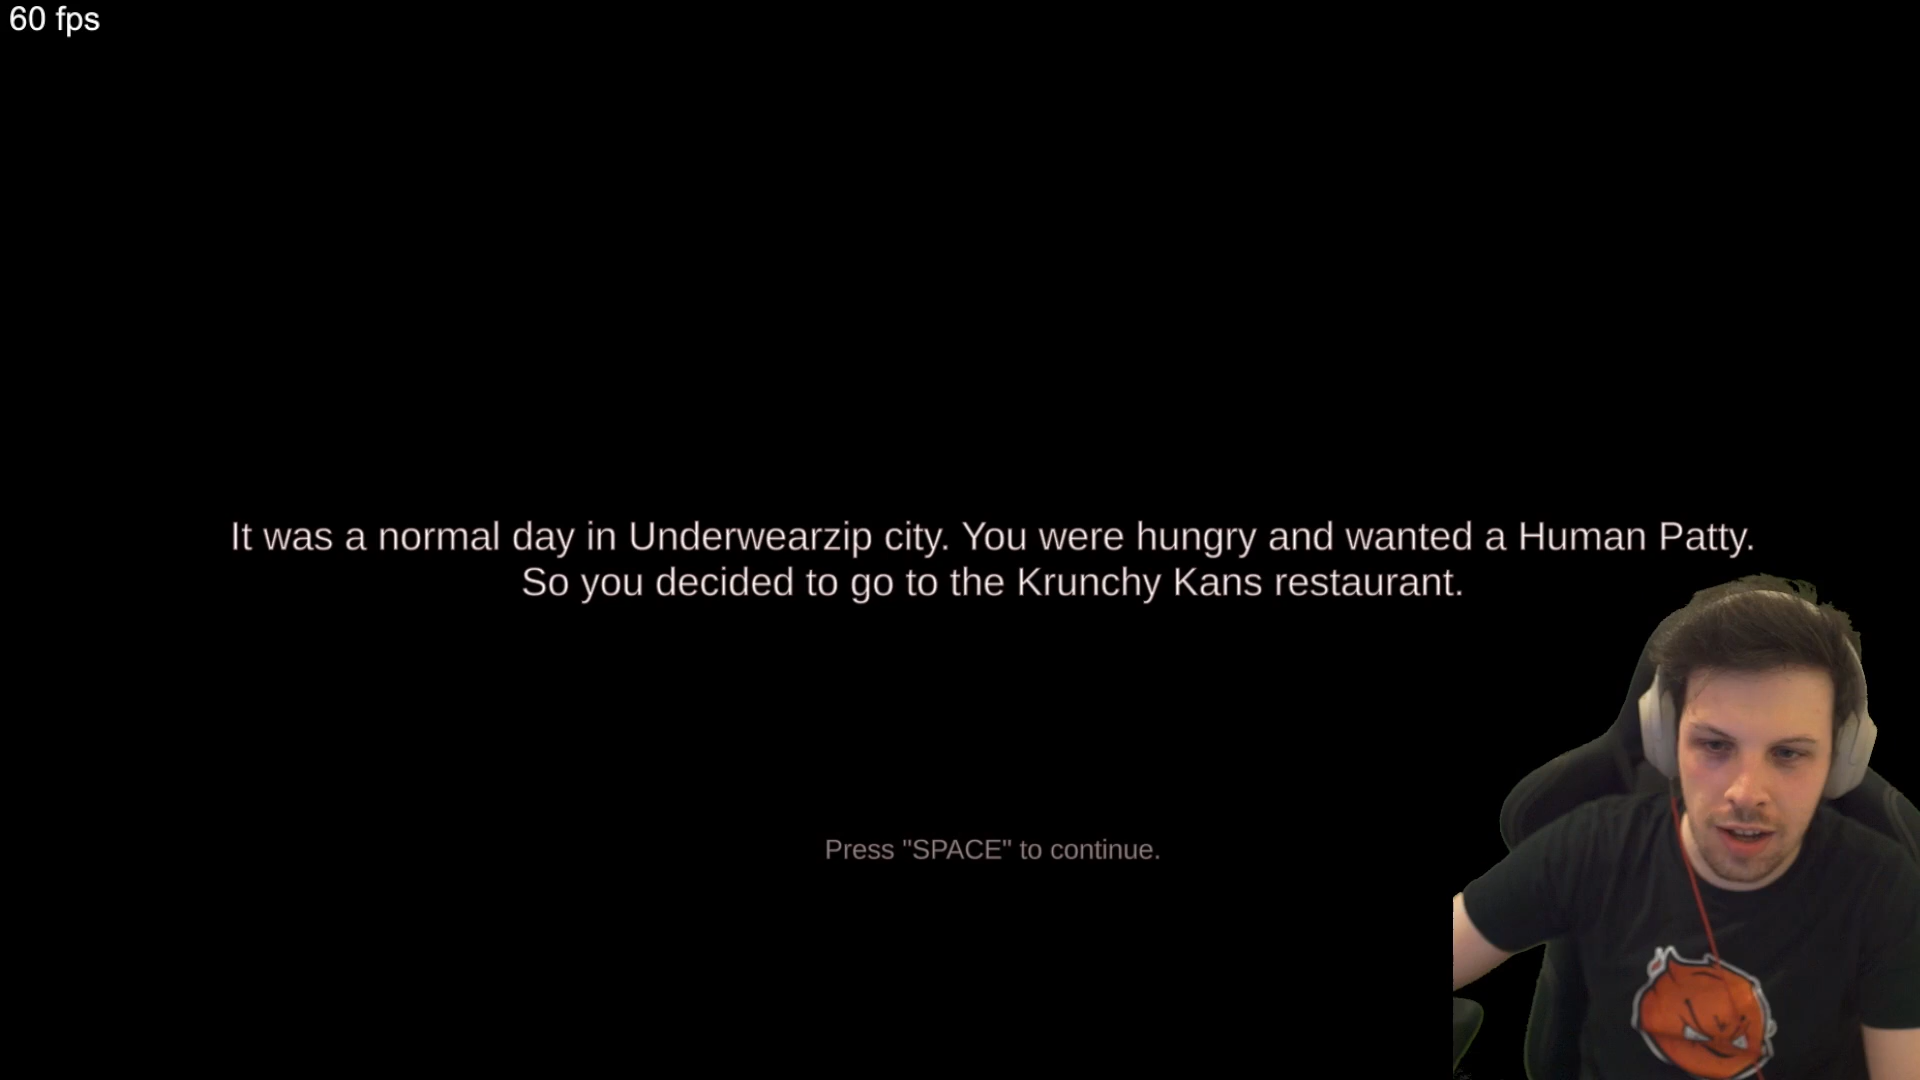 60 fps
It was a normal day in Underwearzip city. You were hungry and wanted a Human Patty.
So you decided to go to the Krunchy Kans restaurant.
Press "SPACE" to continue.